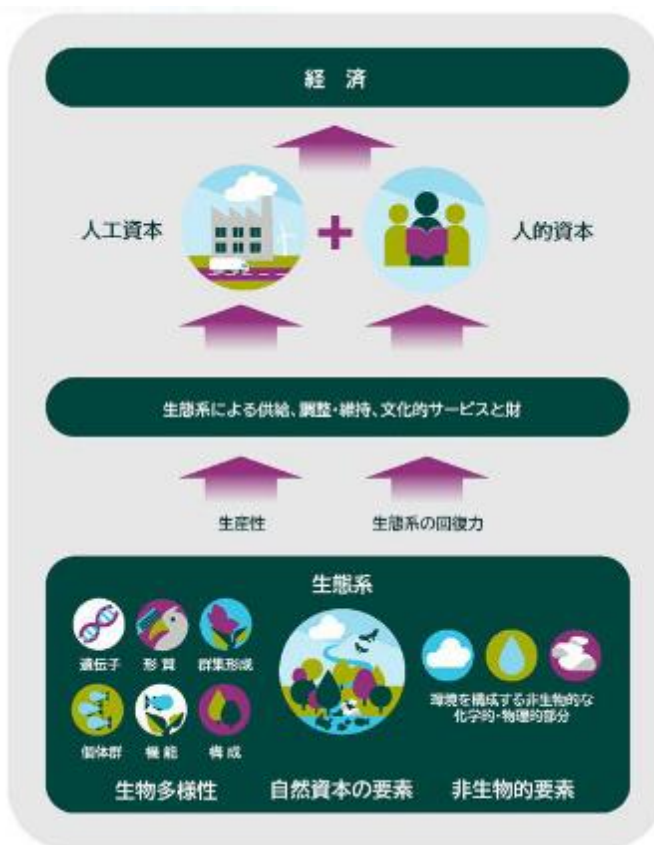 経 済
人工資本
人的資本
生態系による供給、調整・維持、文化的サービスと財
生産性
生態系の回復力
生態系
遺伝子
形 質
群集形成
個体群
機 能
構 成
環境を構成する非生物的な
化学的・物理的部分
生物多様性
自然資本の要素
非生物的要素